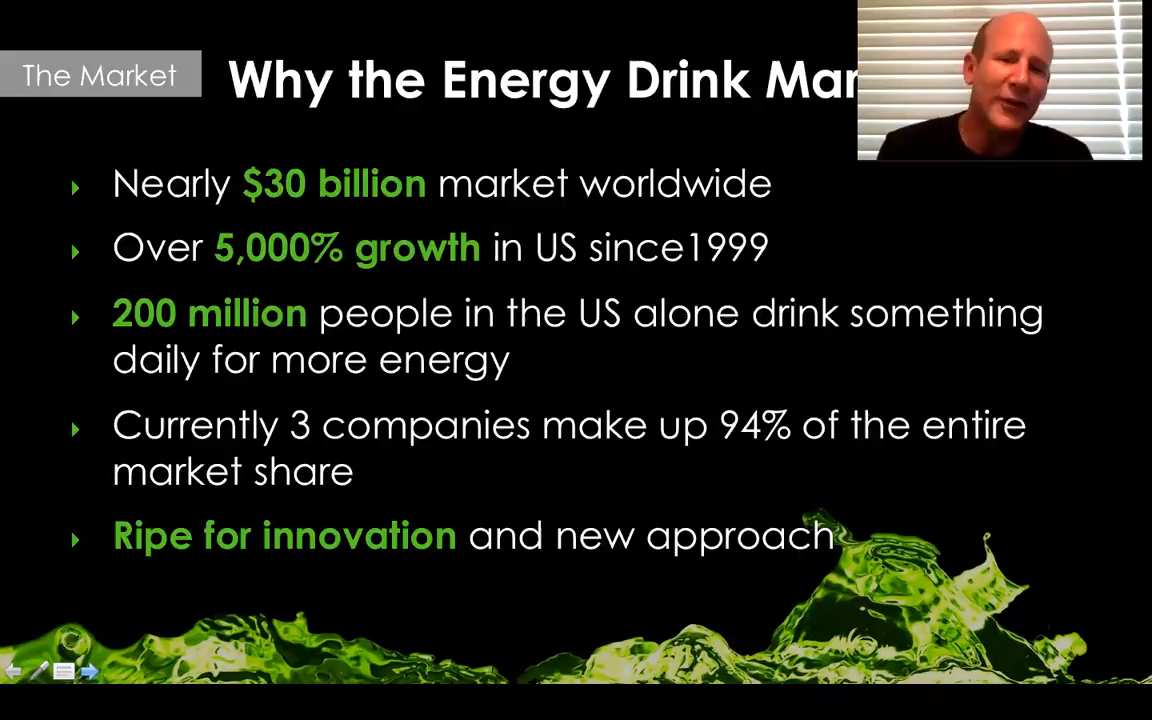 The Market
Why the Energy Drink Mar
Nearly $30 billion market worldwide
Over 5,000% growth in US since1999
200 million people in the US alone drink something
daily for more energy
Currently 3 companies make up 94% of the entire
market share
Ripe for innovation and new approach